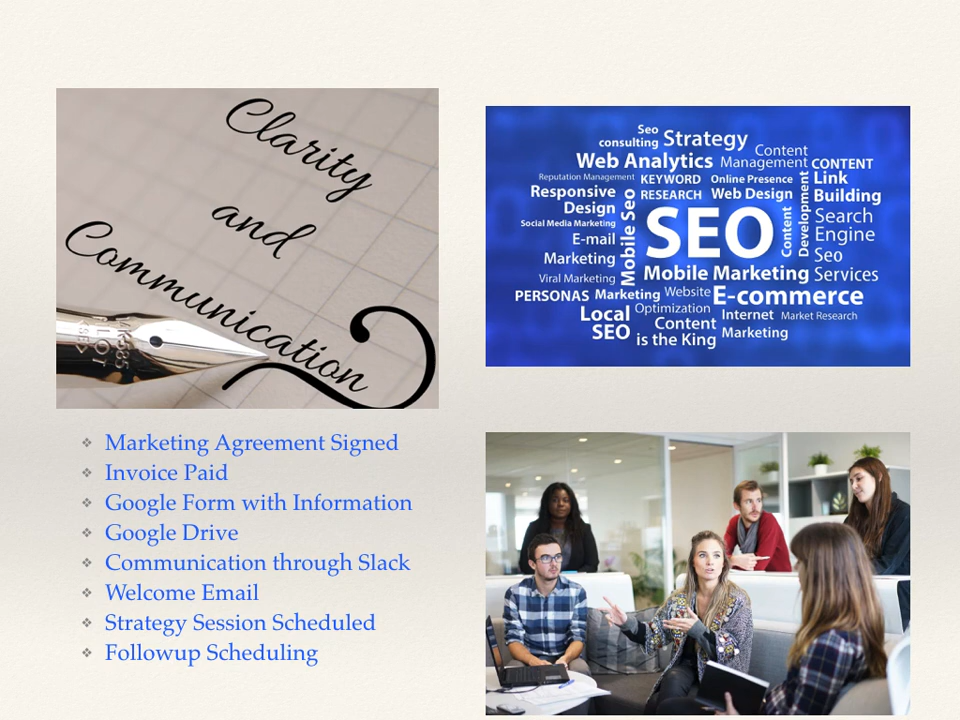 Clarity
and
Communication
Marketing Agreement Signed
Invoice Paid
Google Form with Information
Google Drive
Communication through Slack
Welcome Email
Strategy Session Scheduled
Followup Scheduling
Seo
consulting
Strategy
Content
Management
Web Analytics
CONTENT
Reputation Management
KEYWORD
RESEARCH
Online Presence
Link
Building
Responsive
Design
Web Design
Development
Content
Social Media Marketing
Mobile Seo
SEO
Search
Engine
E-mail
Marketing
Seo
Services
Viral Marketing
Mobile Marketing
PERSONAS
Marketing
Website
Optimization
E-commerce
Local
SEO
Internet
Marketing
Market Research
Content
is the King